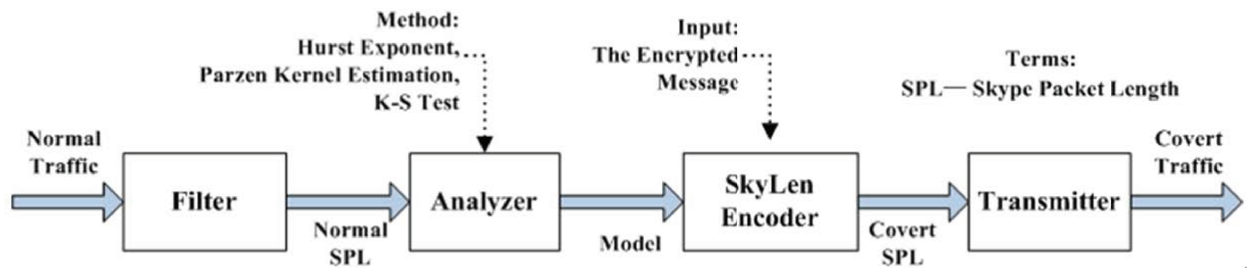 Method:
Hurst Exponent,
Parzen Kernel Estimation,
K-S Test
Input:
The Encrypted
Message
Terms:
SPL— Skype Packet Length
Normal
Traffic
Filter
Normal
SPL
Analyzer
Model
SkyLen
Encoder
Covert
SPL
Transmitter
Covert
Traffic